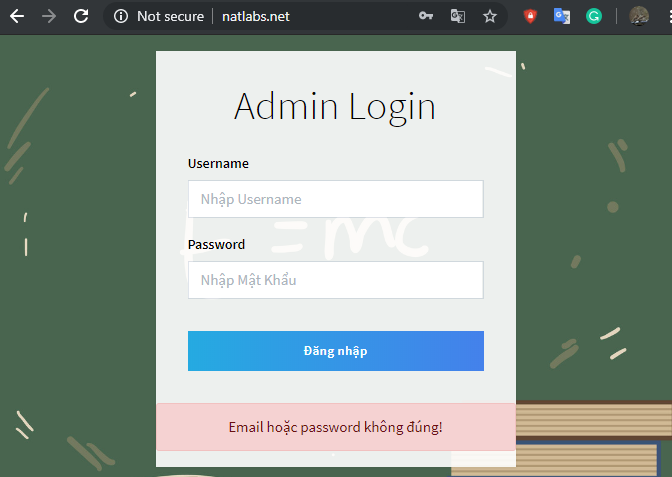 Not secure | natlabs.net
Admin Login
Username
Nhập Username
= mc
Password
Nhập Mật Khẩu
Đăng nhập
Email hoặc password không đúng!